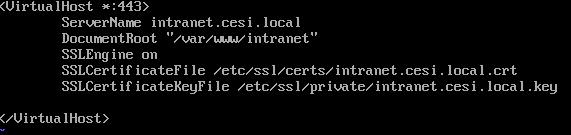 <VirtualHost *:443>
ServerName intranet.cesi.local
DocumentRoot "/var/www/intranet"
SSLEngine on
SSLCertificateFile /etc/ssl/certs/intranet.cesi.local.crt
SSLCertificateKeyFile /etc/ssl/private/intranet.cesi.local.key
</VirtualHost>